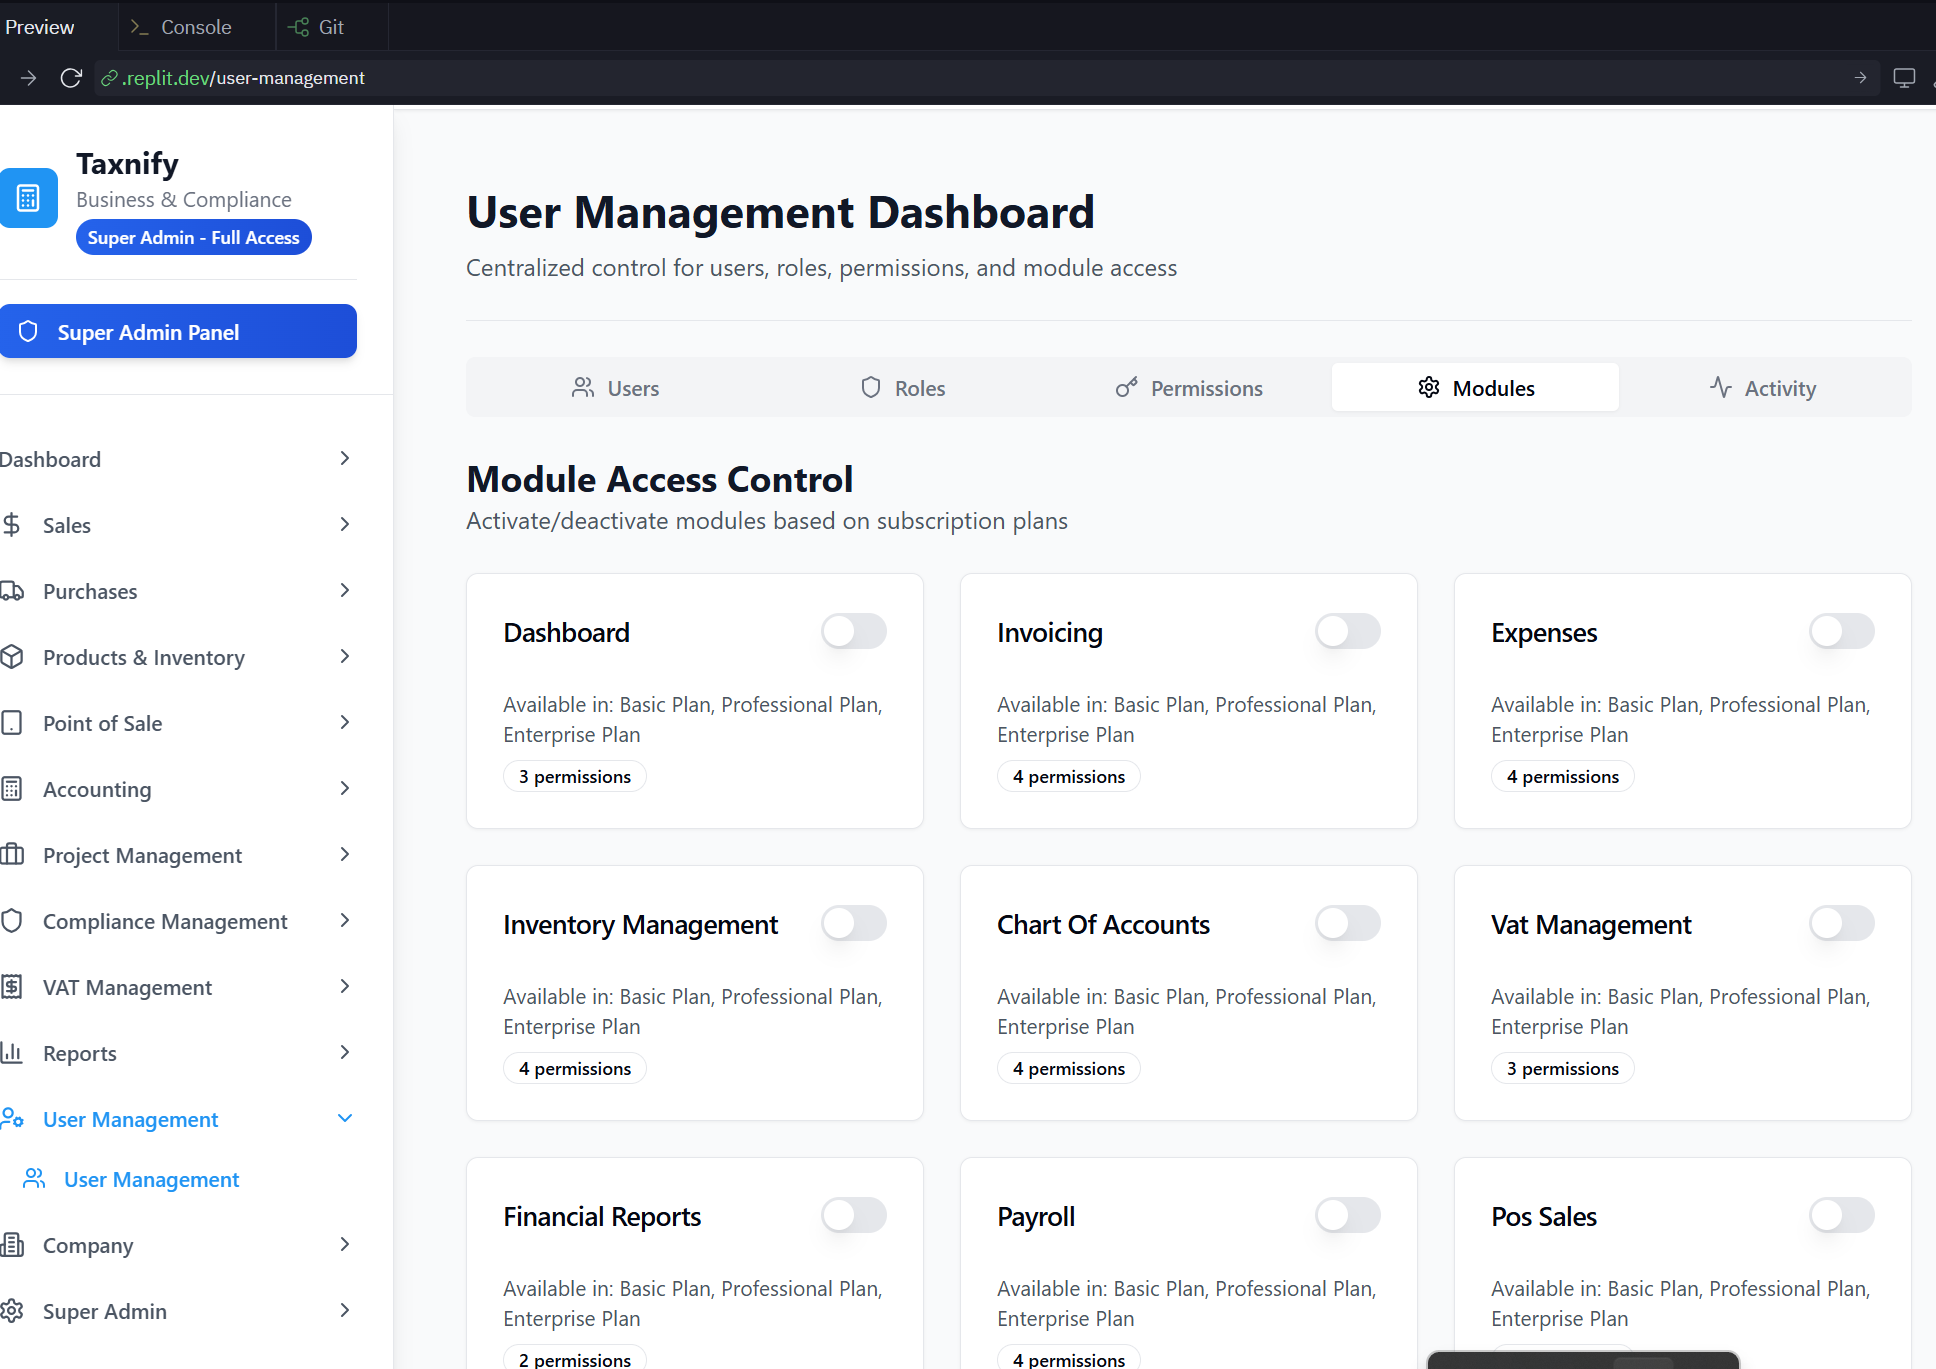 Preview
Console
Git
.replit.dev/user-management
Taxnify
Business & Compliance
Super Admin - Full Access
Super Admin Panel
Dashboard
Sales
Purchases
Products & Inventory
Point of Sale
Accounting
Project Management
Compliance Management
VAT Management
Reports
User Management
User Management
Company
Super Admin
User Management Dashboard
Centralized control for users, roles, permissions, and module access
Users
Roles
Permissions
Modules
Activity
Module Access Control
Activate/deactivate modules based on subscription plans
Dashboard
Available in: Basic Plan, Professional Plan,
Enterprise Plan
3 permissions
Invoicing
Available in: Basic Plan, Professional Plan,
Enterprise Plan
4 permissions
Expenses
Available in: Basic Plan, Professional Plan,
Enterprise Plan
4 permissions
Inventory Management
Available in: Basic Plan, Professional Plan,
Enterprise Plan
4 permissions
Chart Of Accounts
Available in: Basic Plan, Professional Plan,
Enterprise Plan
4 permissions
Vat Management
Available in: Basic Plan, Professional Plan,
Enterprise Plan
3 permissions
Financial Reports
Available in: Basic Plan, Professional Plan,
Enterprise Plan
2 permissions
Payroll
Available in: Basic Plan, Professional Plan,
Enterprise Plan
4 permissions
Pos Sales
Available in: Basic Plan, Professional Plan,
Enterprise Plan